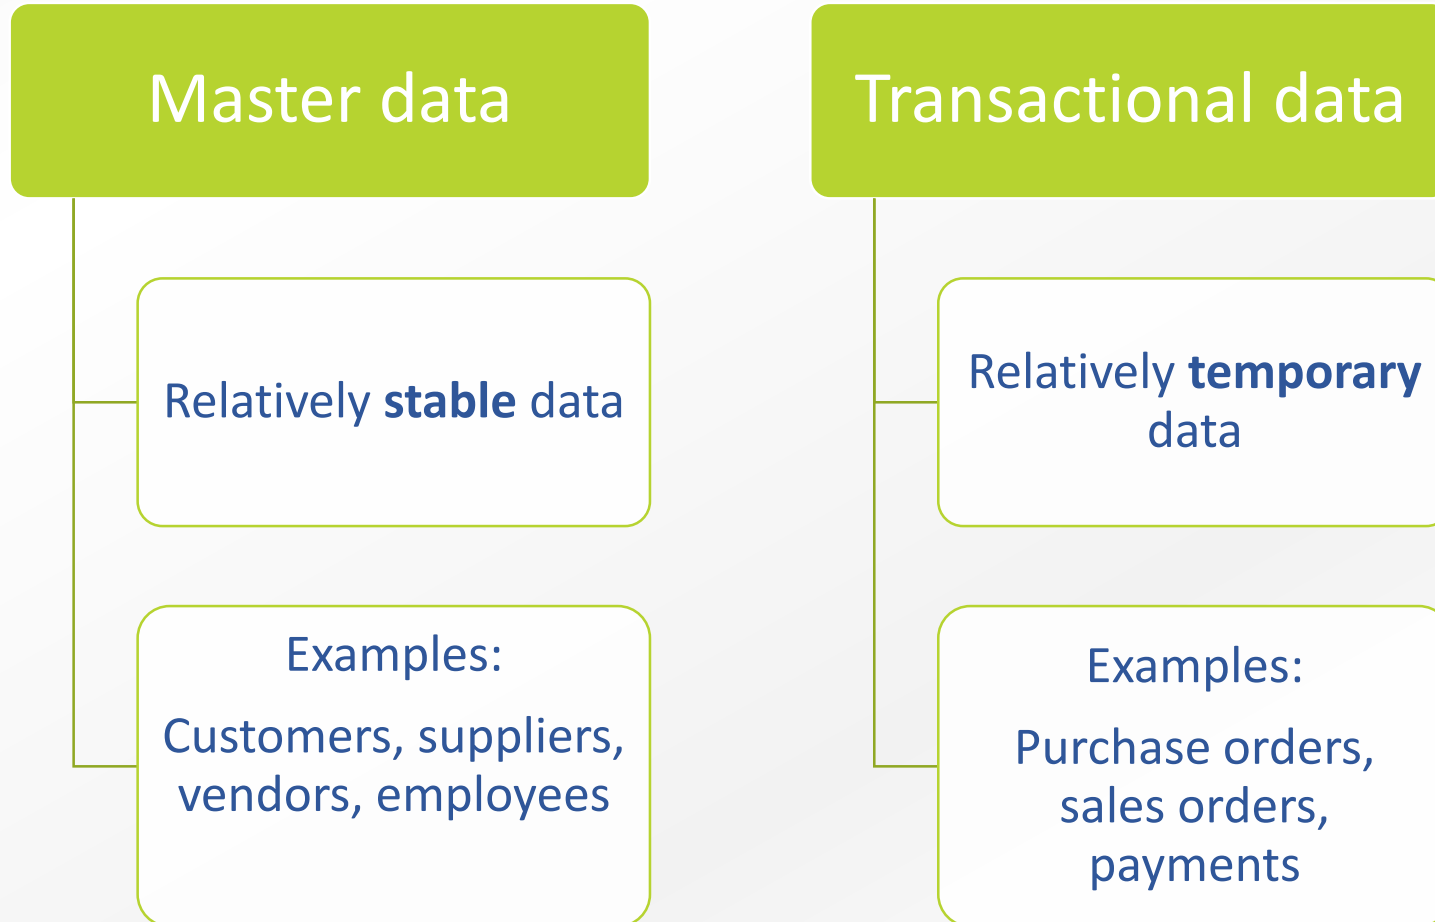 Master data
Relatively stable data
Examples:
Customers, suppliers,
vendors, employees
Transactional data
Relatively temporary
data
Examples:
Purchase orders,
sales orders,
payments